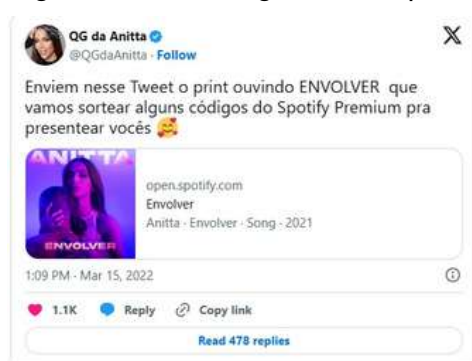 QG da Anitta
@QGdaAnitta · Follow
Enviem nesse Tweet o print ouvindo ENVOLVER que
vamos sortear alguns códigos do Spotify Premium pra
presentear vocês 🥰
ANITTA
ENVOLVER
open.spotify.com
Envolver
Anitta · Envolver · Song · 2021
1:09 PM · Mar 15, 2022
1.1K Reply Copy link
Read 478 replies